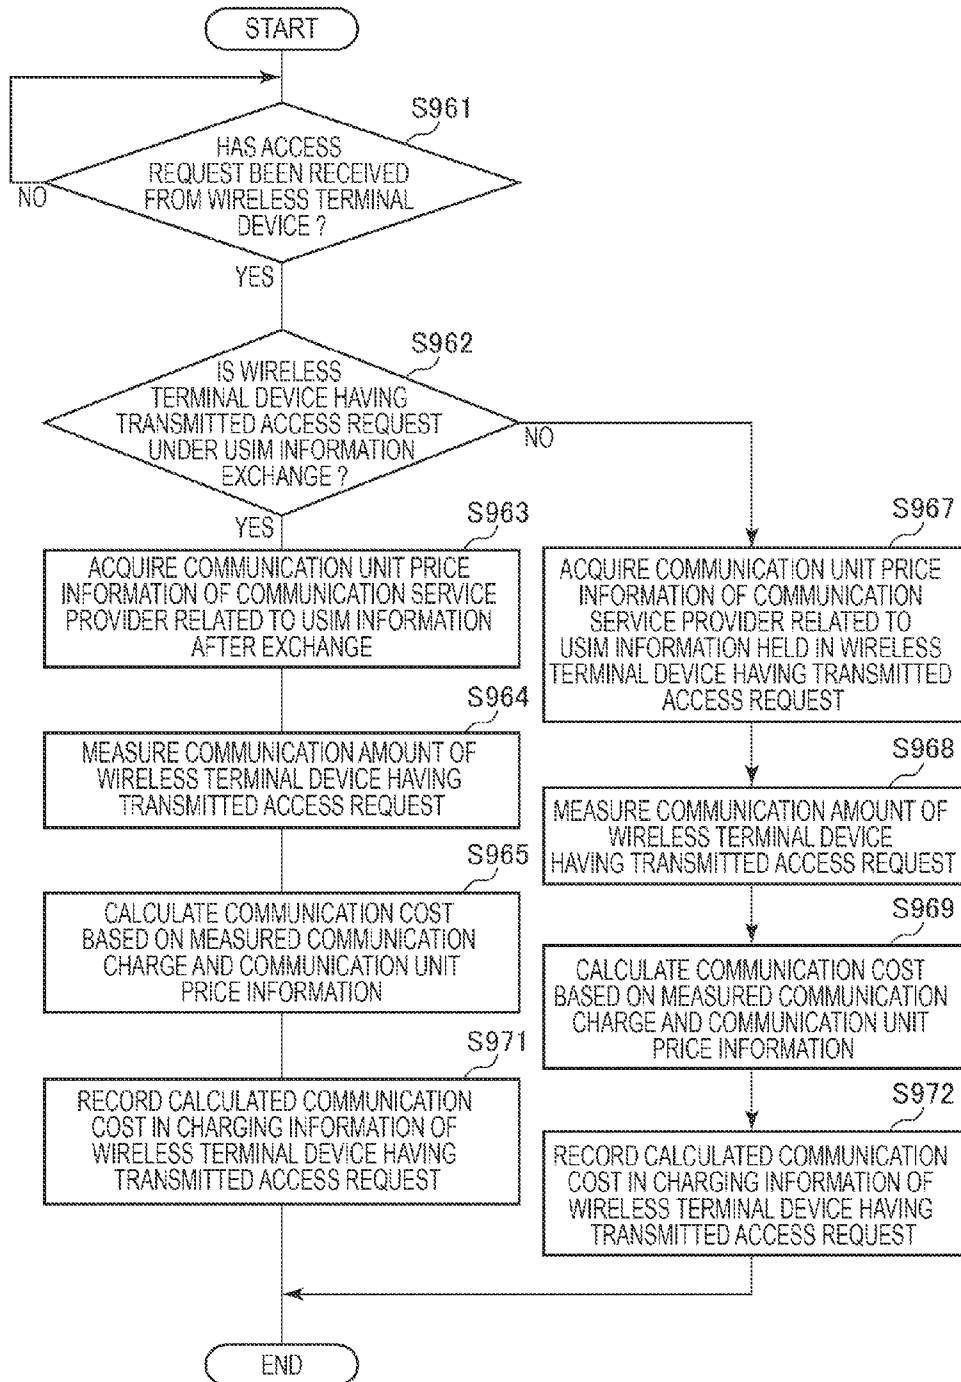 START
S961
HAS ACCESS
REQUEST BEEN RECEIVED
FROM WIRELESS TERMINAL
DEVICE ?
NO
YES
S962
IS WIRELESS
TERMINAL DEVICE HAVING
TRANSMITTED ACCESS REQUEST
UNDER USIM INFORMATION
EXCHANGE ?
NO
YES
S963
ACQUIRE COMMUNICATION UNIT PRICE
INFORMATION OF COMMUNICATION SERVICE
PROVIDER RELATED TO USIM INFORMATION
AFTER EXCHANGE
S964
MEASURE COMMUNICATION AMOUNT OF
WIRELESS TERMINAL DEVICE HAVING
TRANSMITTED ACCESS REQUEST
S965
CALCULATE COMMUNICATION COST
BASED ON MEASURED COMMUNICATION
CHARGE AND COMMUNICATION UNIT
PRICE INFORMATION
S971
RECORD CALCULATED COMMUNICATION
COST IN CHARGING INFORMATION OF
WIRELESS TERMINAL DEVICE HAVING
TRANSMITTED ACCESS REQUEST
S967
ACQUIRE COMMUNICATION UNIT PRICE
INFORMATION OF COMMUNICATION
SERVICE PROVIDER RELATED TO
USIM INFORMATION HELD IN WIRELESS
TERMINAL DEVICE HAVING TRANSMITTED
ACCESS REQUEST
S968
MEASURE COMMUNICATION AMOUNT OF
WIRELESS TERMINAL DEVICE
HAVING TRANSMITTED ACCESS REQUEST
S969
CALCULATE COMMUNICATION COST
BASED ON MEASURED COMMUNICATION
CHARGE AND COMMUNICATION UNIT
PRICE INFORMATION
S972
RECORD CALCULATED COMMUNICATION
COST IN CHARGING INFORMATION OF
WIRELESS TERMINAL DEVICE HAVING
TRANSMITTED ACCESS REQUEST
END